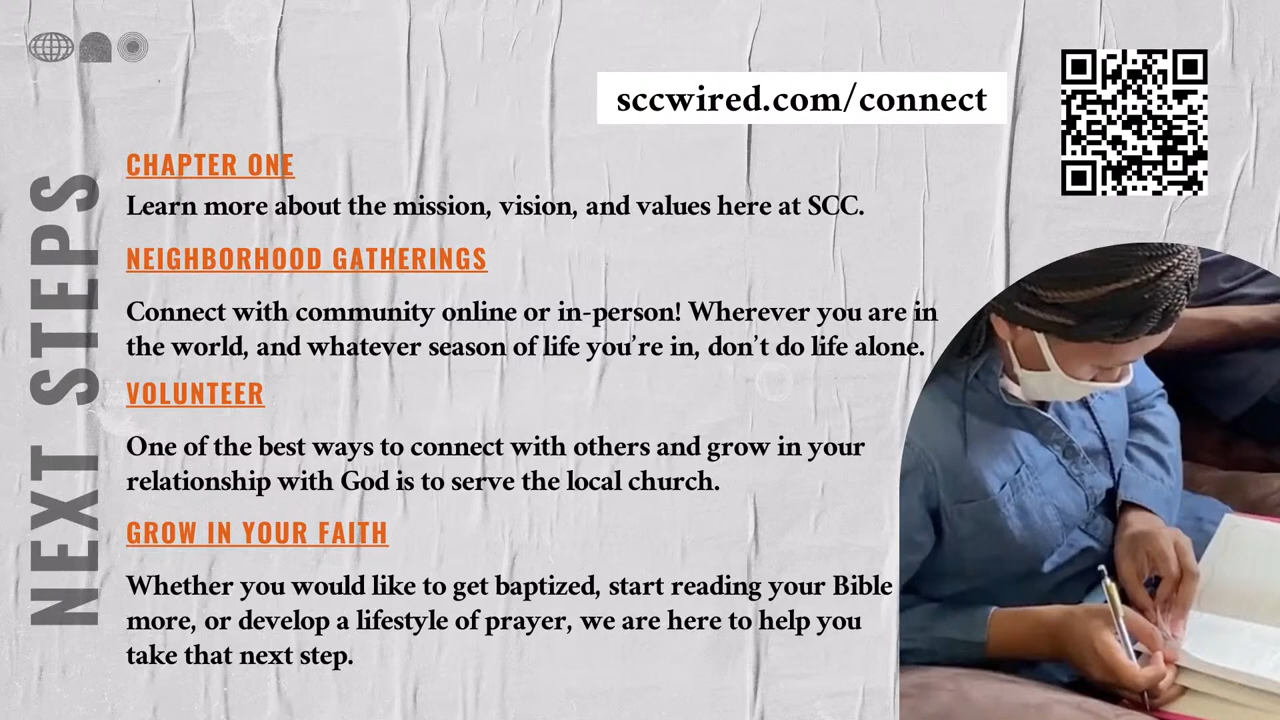 sccwired.com/connect
NEXT STEPS
CHAPTER ONE
Learn more about the mission, vision, and values here at SCC.
NEIGHBORHOOD GATHERINGS
Connect with community online or in-person! Wherever you are in
the world, and whatever season of life you’re in, don’t do life alone.
VOLUNTEER
One of the best ways to connect with others and grow in your
relationship with God is to serve the local church.
GROW IN YOUR FAITH
Whether you would like to get baptized, start reading your Bible
more, or develop a lifestyle of prayer, we are here to help you
take that next step.